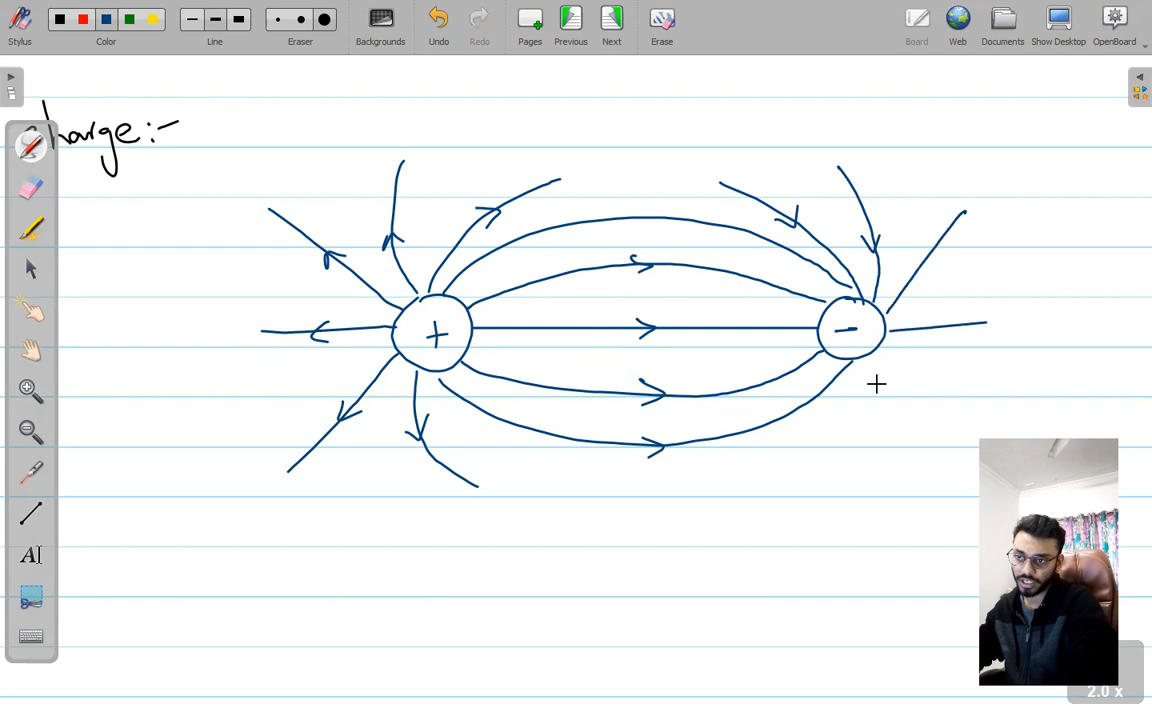 Stylus
Color
Line
Eraser
Backgrounds
Undo
Redo
Pages
Previous
Next
Erase
Board
Web
Documents
Show Desktop
OpenBoard
harge:-
+
-
A
2.0 x